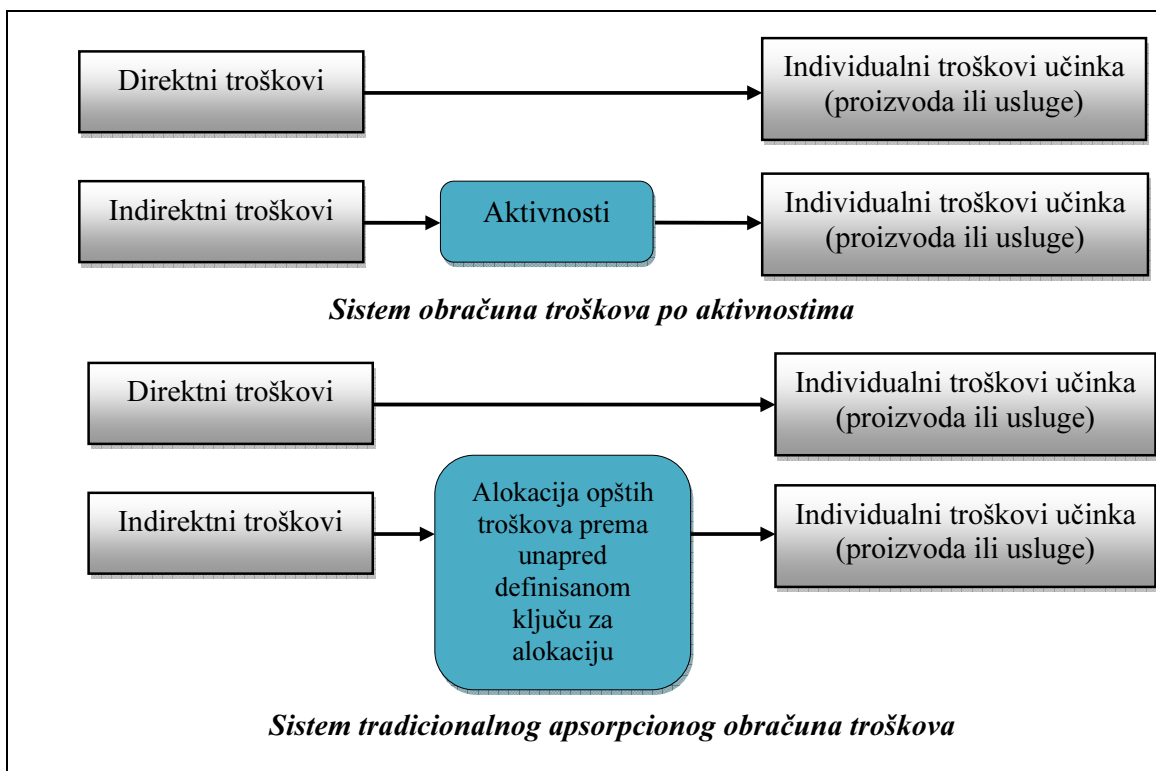 Direktni troškovi
Individualni troškovi učinka
(proizvoda ili usluge)
Indirektni troškovi
Aktivnosti
Individualni troškovi učinka
(proizvoda ili usluge)
Sistem obračuna troškova po aktivnostima
Direktni troškovi
Individualni troškovi učinka
(proizvoda ili usluge)
Indirektni troškovi
Alokacija opštih
troškova prema
unapred
definisanom
ključu za
alokaciju
Individualni troškovi učinka
(proizvoda ili usluge)
Sistem tradicionalnog apsorpcionog obračuna troškova